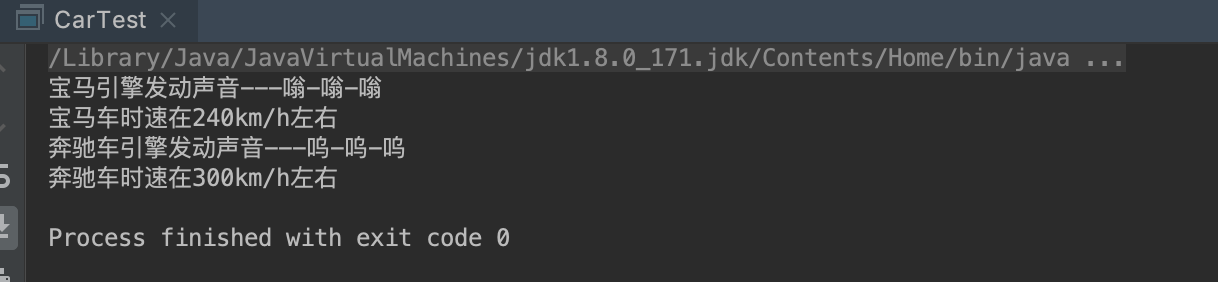 CarTest
/Library/Java/JavaVirtualMachines/jdk1.8.0_171.jdk/Contents/Home/bin/java ...
宝马引擎发动声音---嗡-嗡-嗡
宝马车时速在240km/h左右
奔驰车引擎发动声音---呜-呜-呜
奔驰车时速在300km/h左右
Process finished with exit code 0